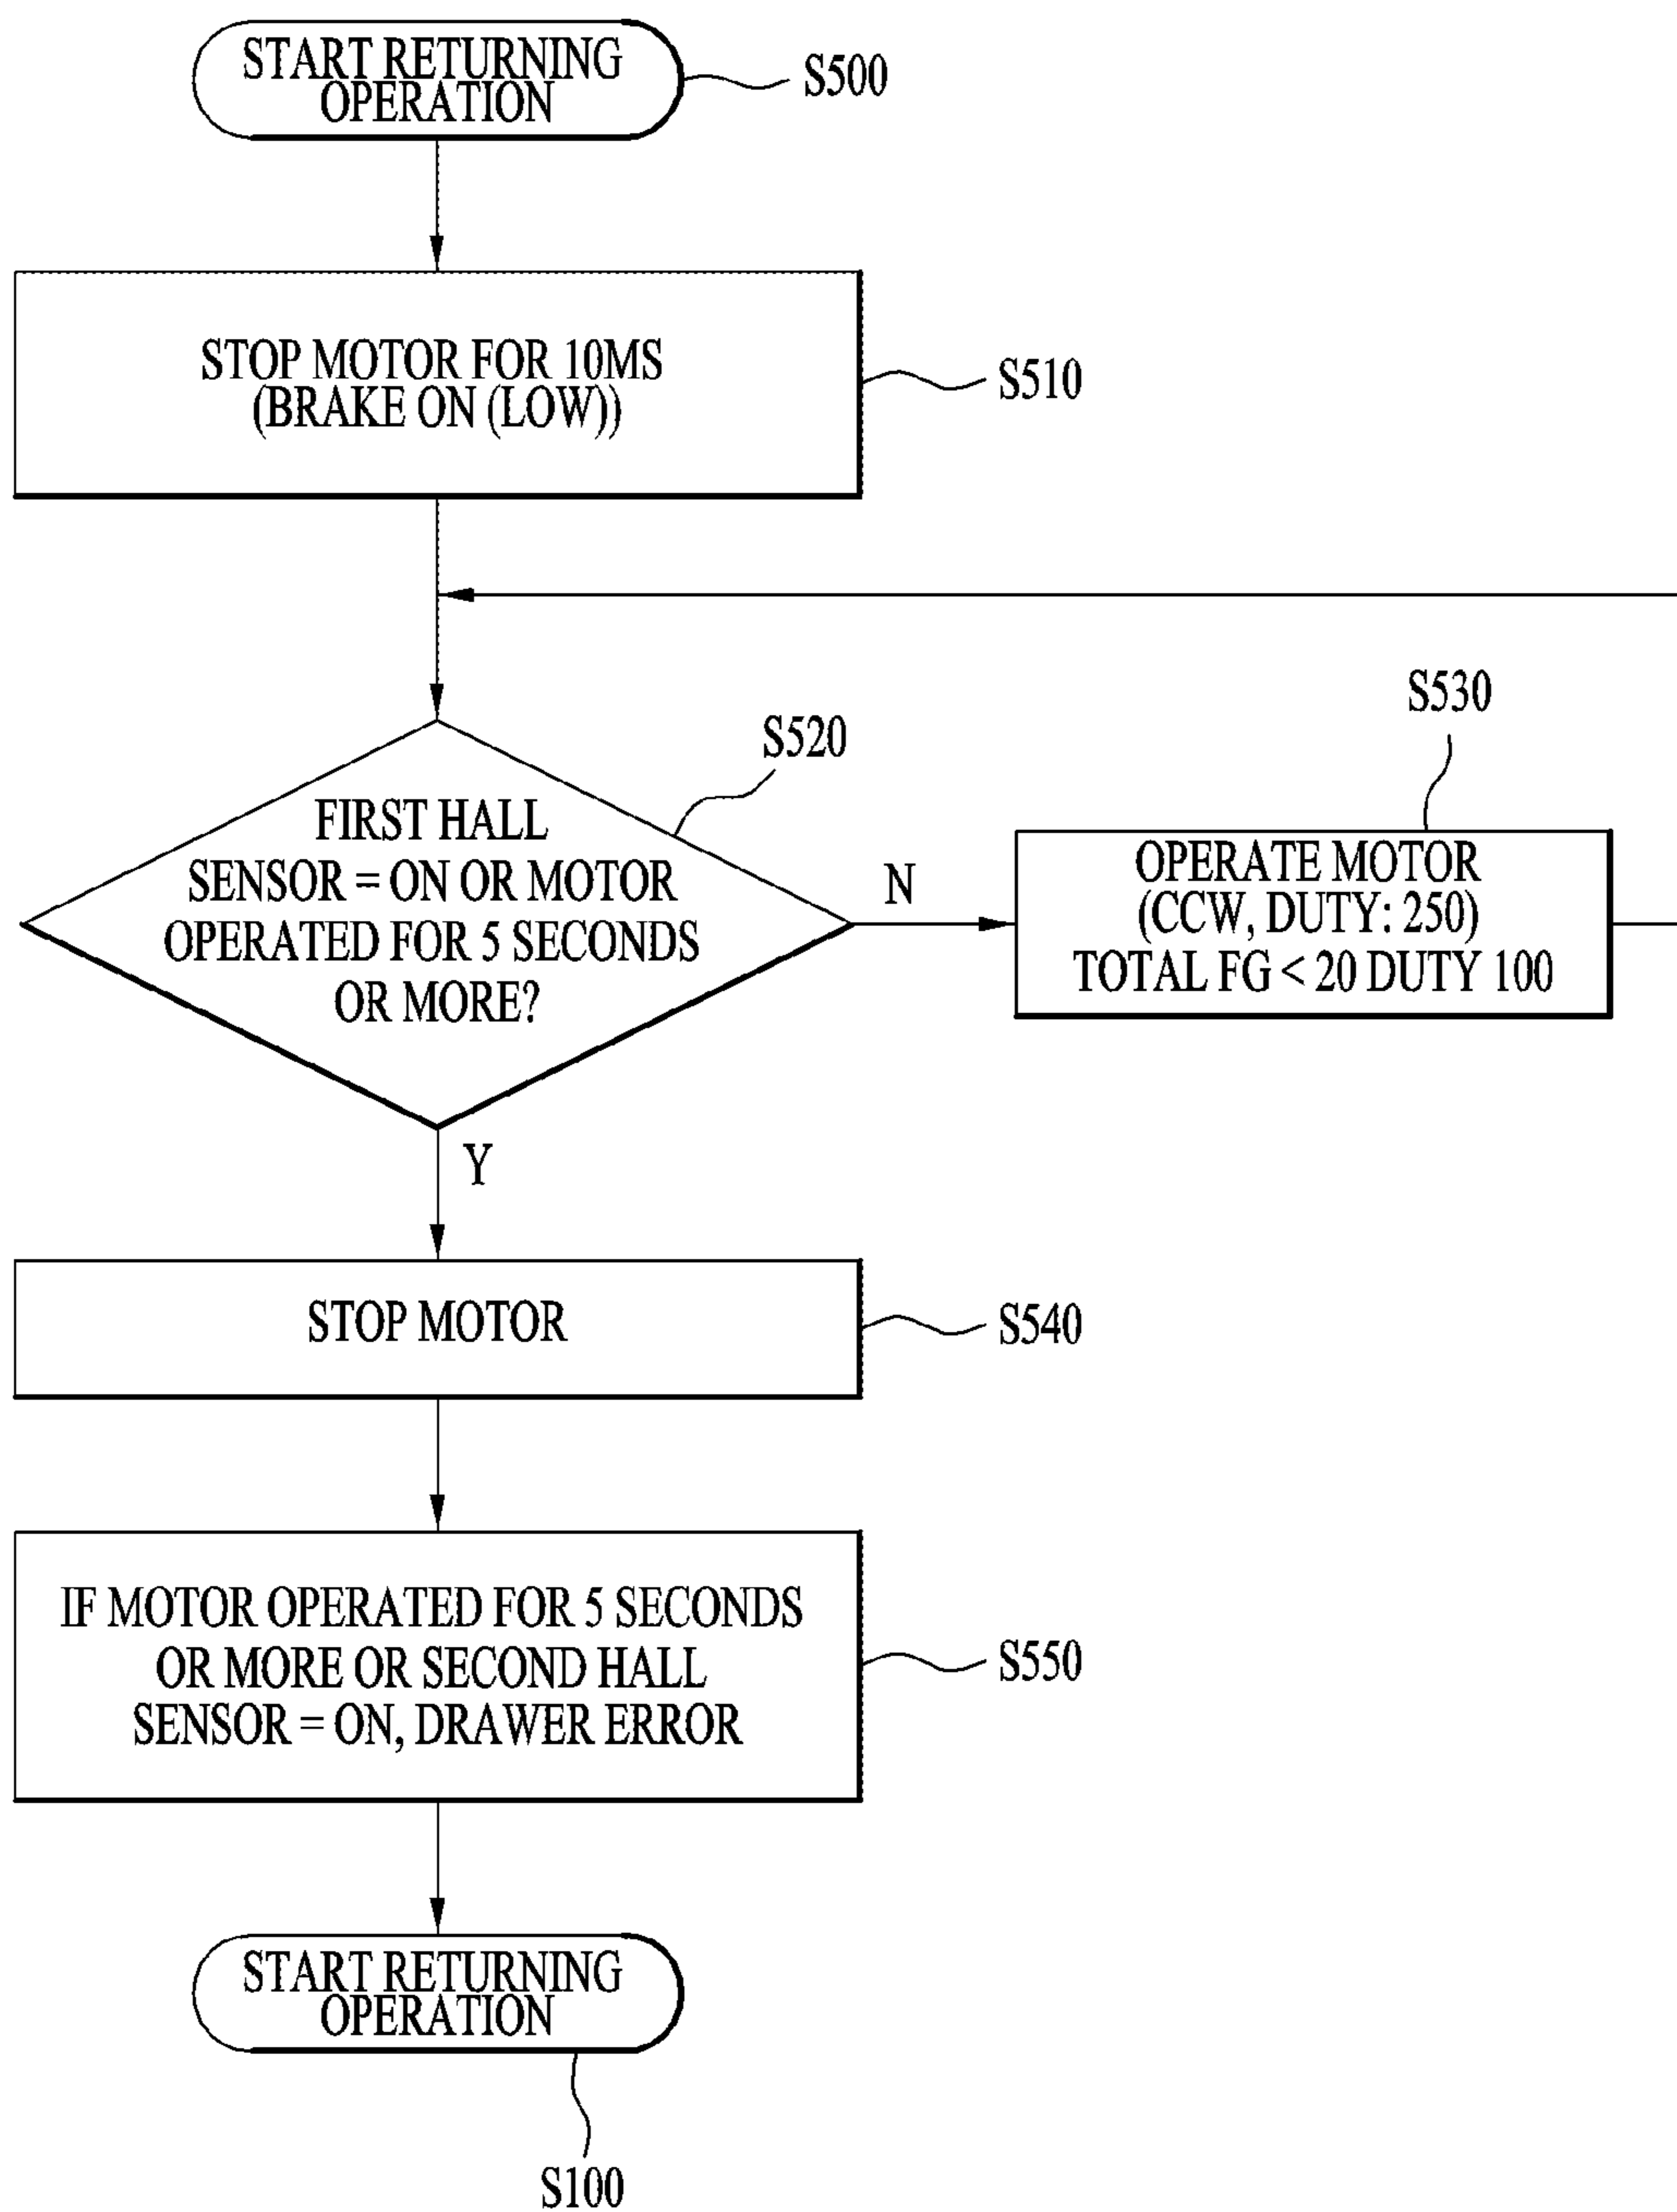 START RETURNING
OPERATION
S500
STOP MOTOR FOR 10MS
(BRAKE ON (LOW))
S510
S520
FIRST HALL
SENSOR = ON OR MOTOR
OPERATED FOR 5 SECONDS
OR MORE?
N
S530
OPERATE MOTOR
(CCW, DUTY: 250)
TOTAL FG < 20 DUTY 100
Y
STOP MOTOR
S540
IF MOTOR OPERATED FOR 5 SECONDS
OR MORE OR SECOND HALL
SENSOR = ON, DRAWER ERROR
S550
START RETURNING
OPERATION
S100